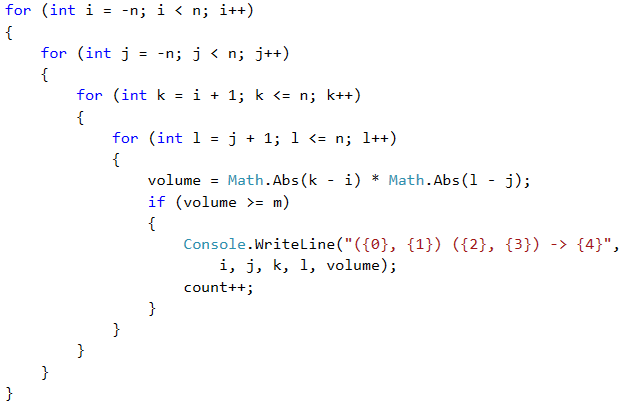 for (int i = -n; i < n; i++)
{
    for (int j = -n; j < n; j++)
    {
        for (int k = i + 1; k <= n; k++)
        {
            for (int l = j + 1; l <= n; l++)
            {
                volume = Math.Abs(k - i) * Math.Abs(l - j);
                if (volume >= m)
                {
                    Console.WriteLine("({0}, {1}) ({2}, {3}) -> {4}",
                        i, j, k, l, volume);
                    count++;
                }
            }
        }
    }
}